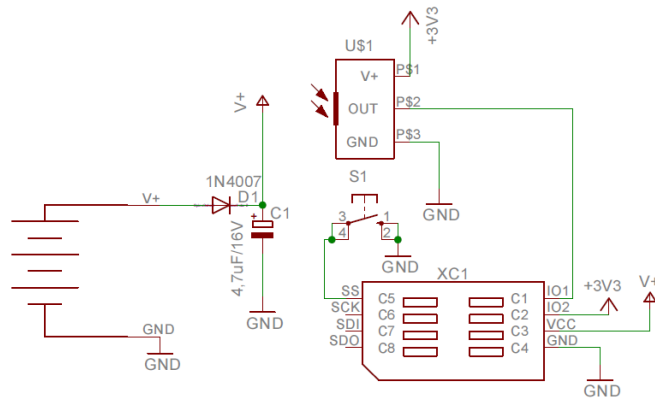 +3V3
U$1
V+
P$1
OUT
P$2
GND
P$3
GND
V+
1N4007
D1
V+
C1
+
4,7uF/16V
GND
GND
GND
S1
3
1
4
2
GND
XC1
SS
C5
C1
IO1
SCK
C6
C2
IO2
SDI
C7
C3
VCC
SDO
C8
C4
GND
+3V3
V+
GND